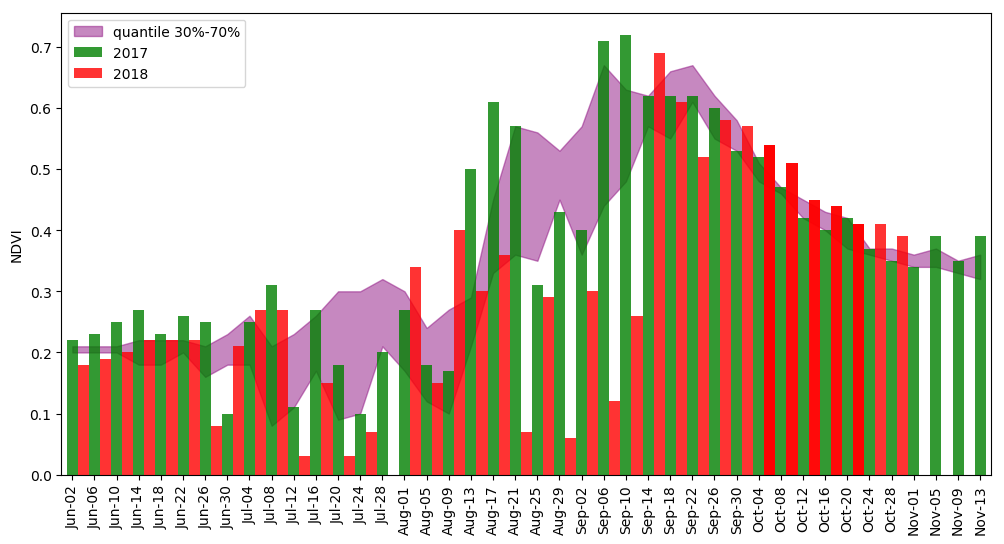 quantile 30%-70%
2017
2018
NDVI
0.7
0.6
0.5
0.4
0.3
0.2
0.1
0.0
Jun-02
Jun-06
Jun-10
Jun-14
Jun-18
Jun-22
Jun-26
Jun-30
Jul-04
Jul-08
Jul-12
Jul-16
Jul-20
Jul-24
Jul-28
Aug-01
Aug-05
Aug-09
Aug-13
Aug-17
Aug-21
Aug-25
Aug-29
Sep-02
Sep-06
Sep-10
Sep-14
Sep-18
Sep-22
Sep-26
Sep-30
Oct-04
Oct-08
Oct-12
Oct-16
Oct-20
Oct-24
Oct-28
Nov-01
Nov-05
Nov-09
Nov-13